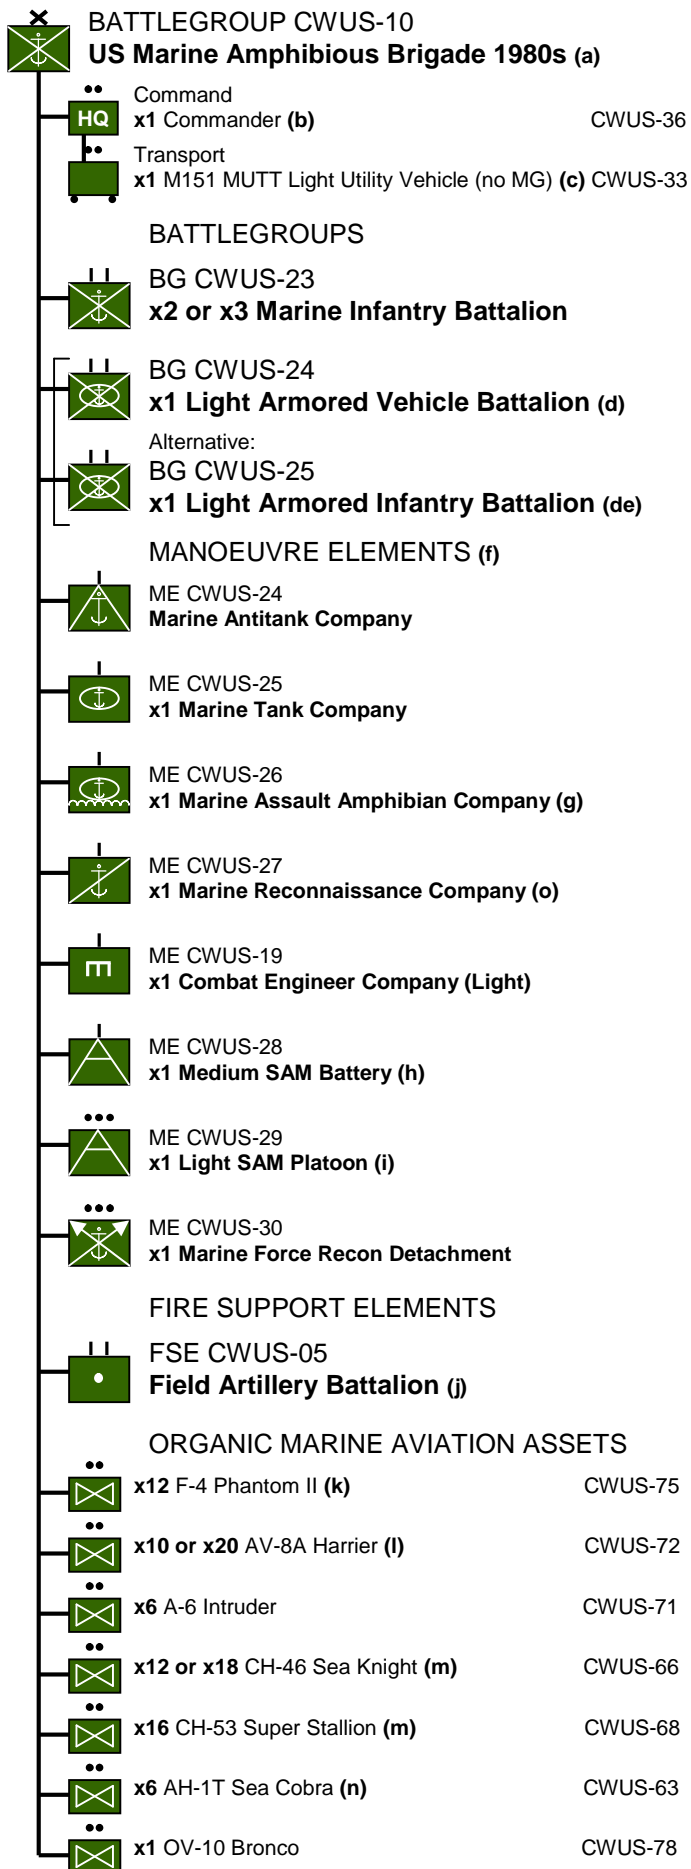 BATTLEGROUP CWUS-10
US Marine Amphibious Brigade 1980s (a)
Command
HQ x1 Commander (b) CWUS-36
Transport
x1 M151 MUTT Light Utility Vehicle (no MG) (c) CWUS-33
BATTLEGROUPS
BG CWUS-23
x2 or x3 Marine Infantry Battalion
BG CWUS-24
x1 Light Armored Vehicle Battalion (d)
Alternative:
BG CWUS-25
x1 Light Armored Infantry Battalion (de)
MANOEUVRE ELEMENTS (f)
ME CWUS-24
Marine Antitank Company
ME CWUS-25
x1 Marine Tank Company
ME CWUS-26
x1 Marine Assault Amphibian Company (g)
ME CWUS-27
x1 Marine Reconnaissance Company (o)
ME CWUS-19
x1 Combat Engineer Company (Light)
ME CWUS-28
x1 Medium SAM Battery (h)
ME CWUS-29
x1 Light SAM Platoon (i)
ME CWUS-30
x1 Marine Force Recon Detachment
FIRE SUPPORT ELEMENTS
FSE CWUS-05
Field Artillery Battalion (j)
ORGANIC MARINE AVIATION ASSETS
x12 F-4 Phantom II (k) CWUS-75
x10 or x20 AV-8A Harrier (l) CWUS-72
x6 A-6 Intruder CWUS-71
x12 or x18 CH-46 Sea Knight (m) CWUS-66
x16 CH-53 Super Stallion (m) CWUS-68
x6 AH-1T Sea Cobra (n) CWUS-63
x1 OV-10 Bronco CWUS-78